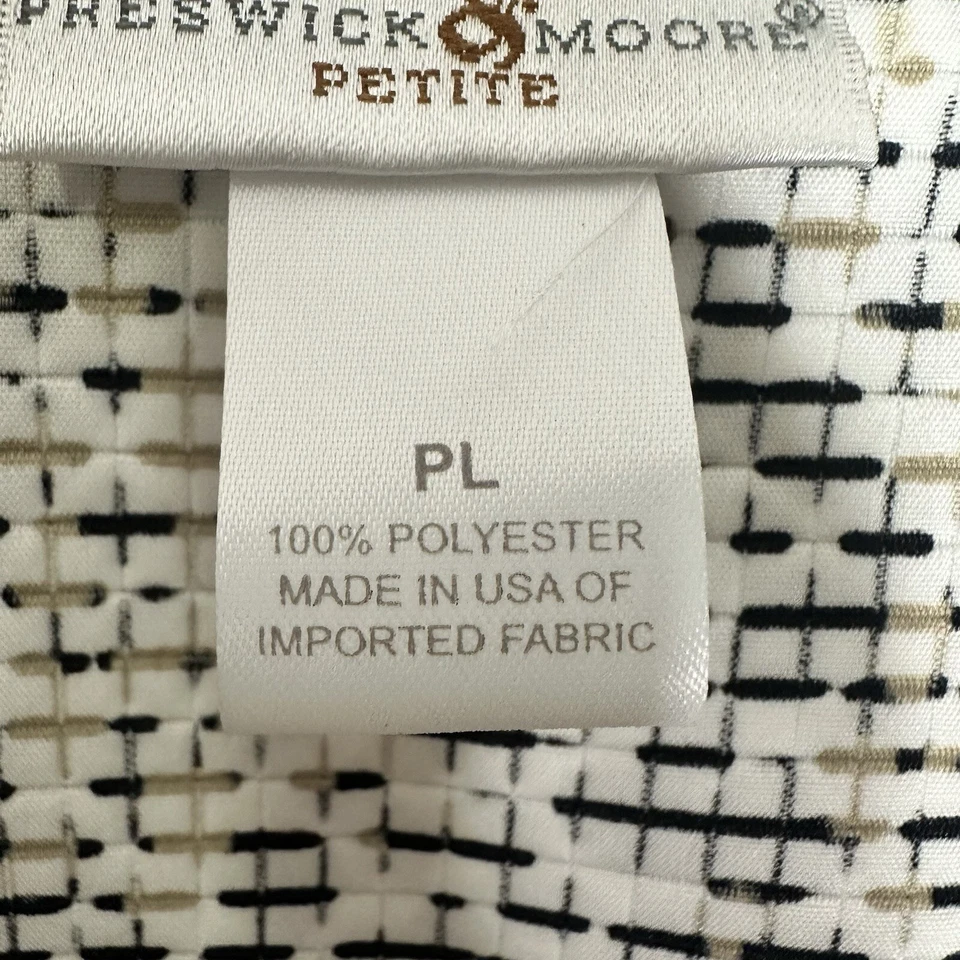 PRESWICK & MOORE®
PETITE
PL
100% POLYESTER
MADE IN USA OF
IMPORTED FABRIC